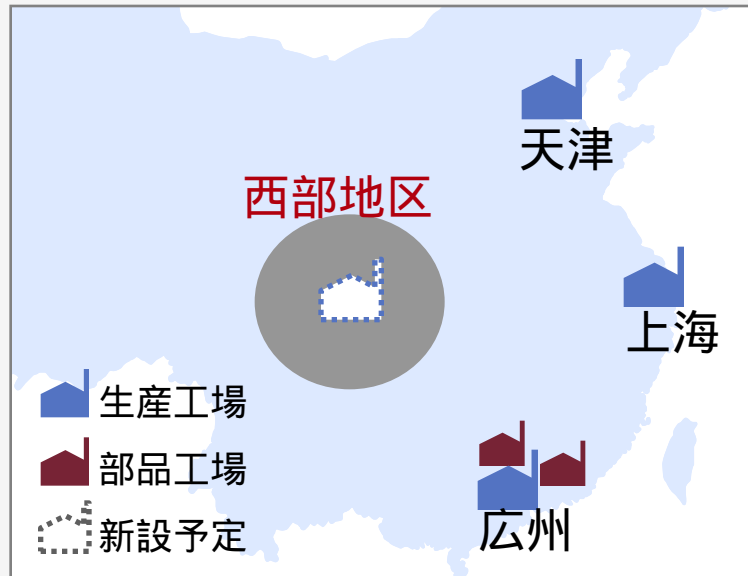 天津
西部地区
上海
生産工場
部品工場
広州
新設予定